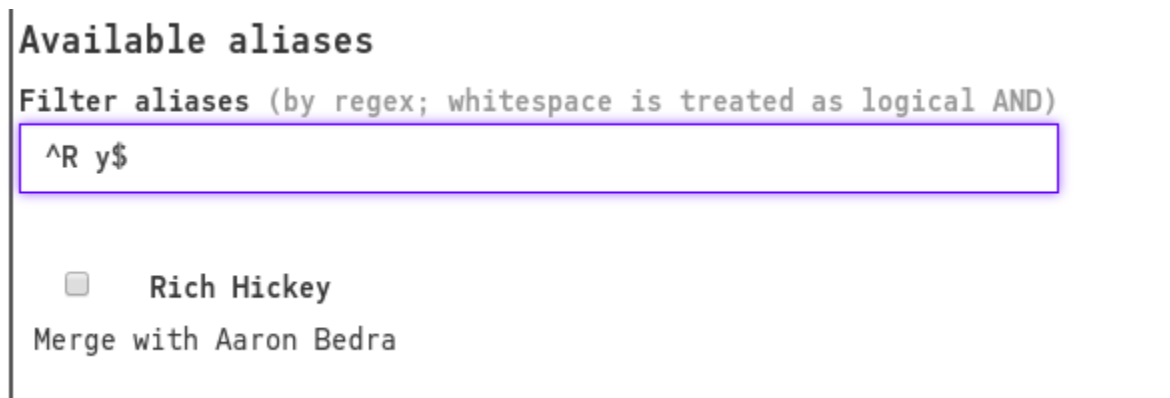 Available aliases
Filter aliases (by regex; whitespace is treated as logical AND)
^R y$
Rich Hickey
Merge with Aaron Bedra